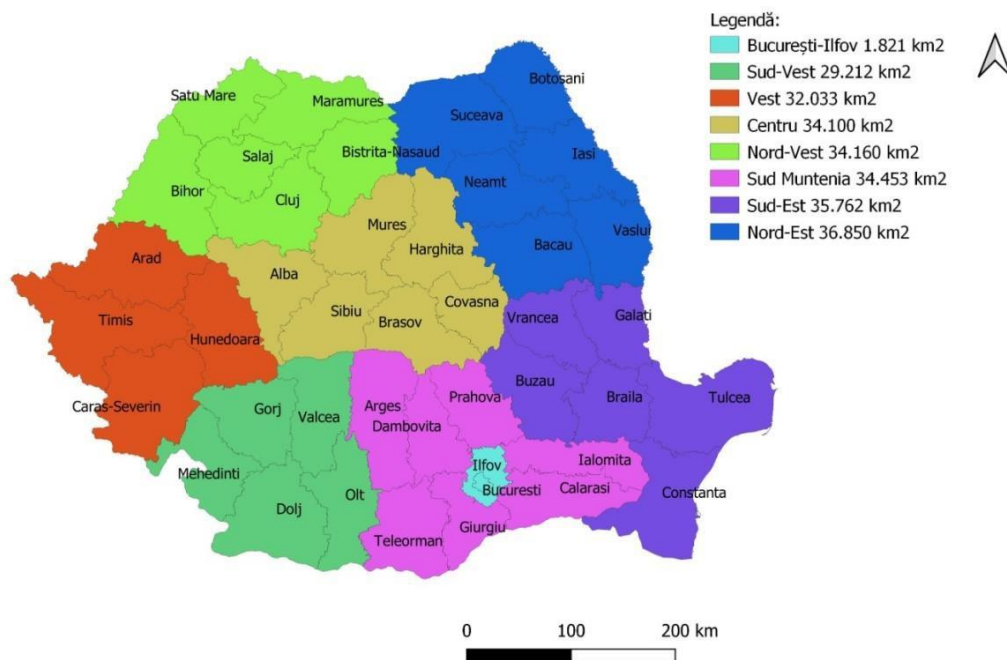 Legendă:
București-Ilfov 1.821 km2
Sud-Vest 29.212 km2
Vest 32.033 km2
Centru 34.100 km2
Nord-Vest 34.160 km2
Sud Muntenia 34.453 km2
Sud-Est 35.762 km2
Nord-Est 36.850 km2
Botosani
Satu Mare
Maramures
Suceava
Salaj
Bistrita-Nasaud
Iasi
Bihor
Cluj
Neamt
Mures
Vaslui
Arad
Alba
Harghita
Bacau
Timis
Hunedoara
Sibiu
Brasov
Covasna
Vrancea
Galati
Caras-Severin
Gorj
Valcea
Arges
Dambovita
Prahova
Buzau
Braila
Tulcea
Mehedinti
Dolj
Olt
Ilfov
Bucuresti
Ialomita
Calarasi
Constanta
Teleorman
Giurgiu
0 100 200 km